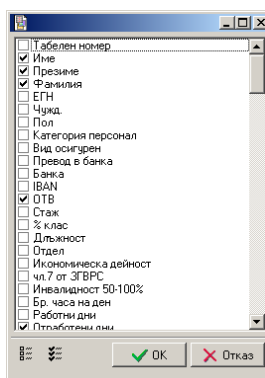 Табелен номер
Име
Презиме
Фамилия
ЕГН
Чужд.
Пол
Категория персонал
Вид осигурен
Превод в банка
Банка
IBAN
ОТВ
Стаж
% клас
Длъжност
Отдел
Икономическа дейност
чл.7 от ЗГВРС
Инвалидност 50-100%
Бр. часа на ден
Работни дни
Отработени дни
OK
Отказ